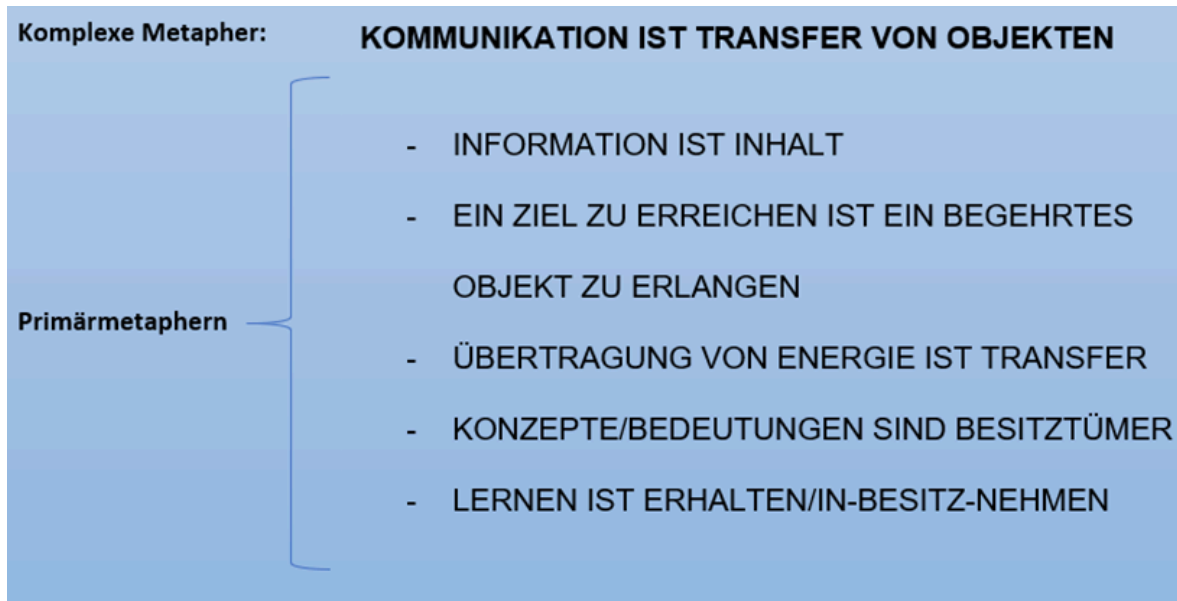 Komplexe Metapher: KOMMUNIKATION IST TRANSFER VON OBJEKTEN
- INFORMATION IST INHALT
- EIN ZIEL ZU ERREICHEN IST EIN BEGEHRTES
OBJEKT ZU ERLANGEN
Primärmetaphern
- ÜBERTRAGUNG VON ENERGIE IST TRANSFER
- KONZEPTE/BEDEUTUNGEN SIND BESITZTÜMER
- LERNEN IST ERHALTEN/IN-BESITZ-NEHMEN